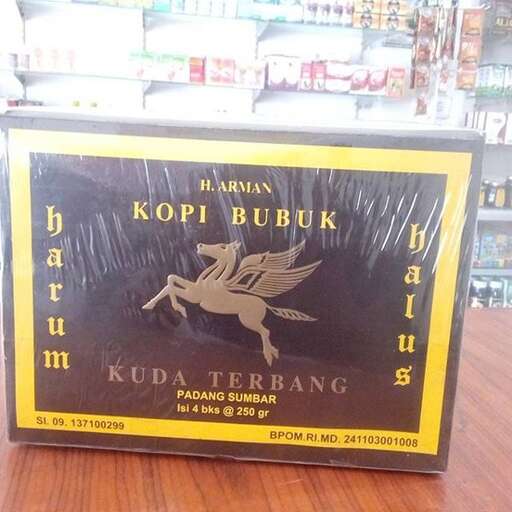 H. ARMAN
KOPI BUBUK
harum
halus
KUDA TERBANG
PADANG SUMBAR
Isi 4 bks @ 250 gr
SI. 09. 137100299
BPOM.RI.MD. 241103001008